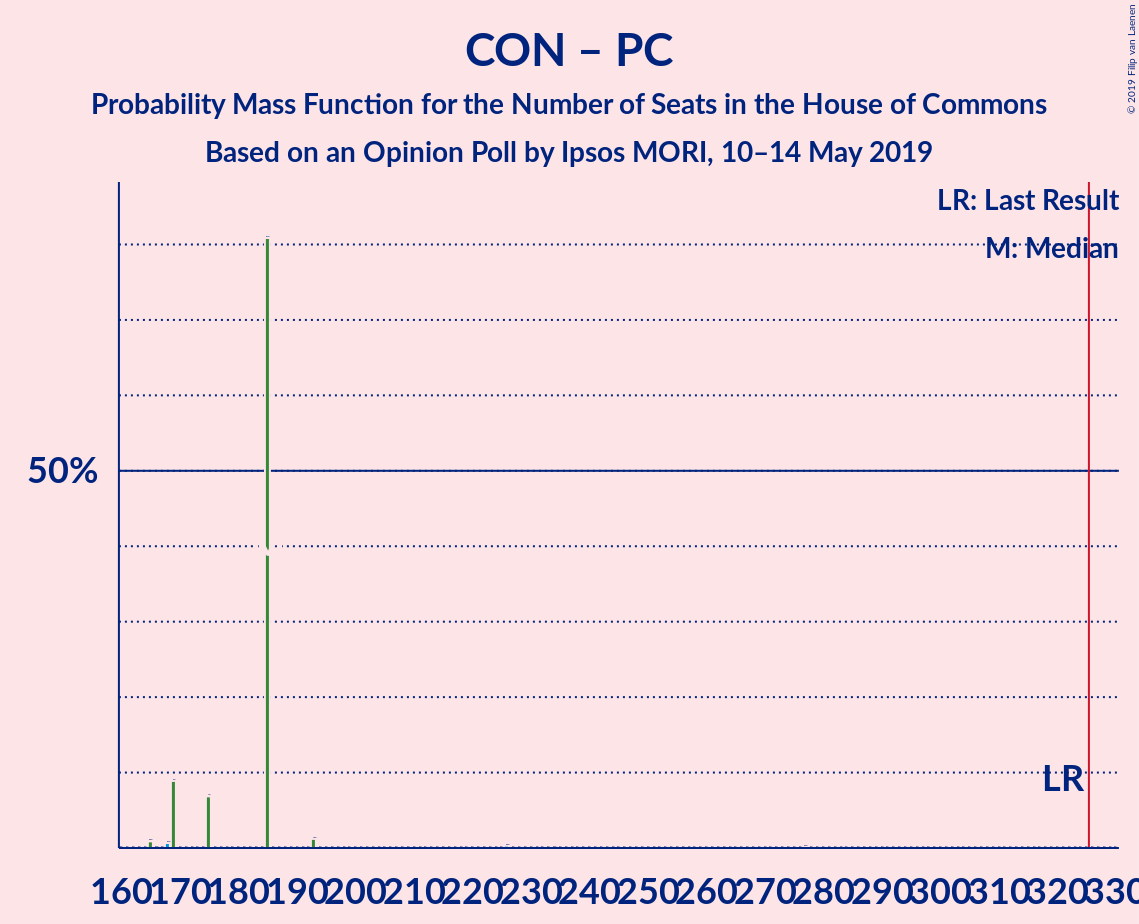 CON – PC
Probability Mass Function for the Number of Seats in the House of Commons
Based on an Opinion Poll by Ipsos MORI, 10–14 May 2019
© 2019 Filip van Laenen
LR: Last Result
M: Median
50%
LR
160 170 180 190 200 210 220 230 240 250 260 270 280 290 300 310 320 330